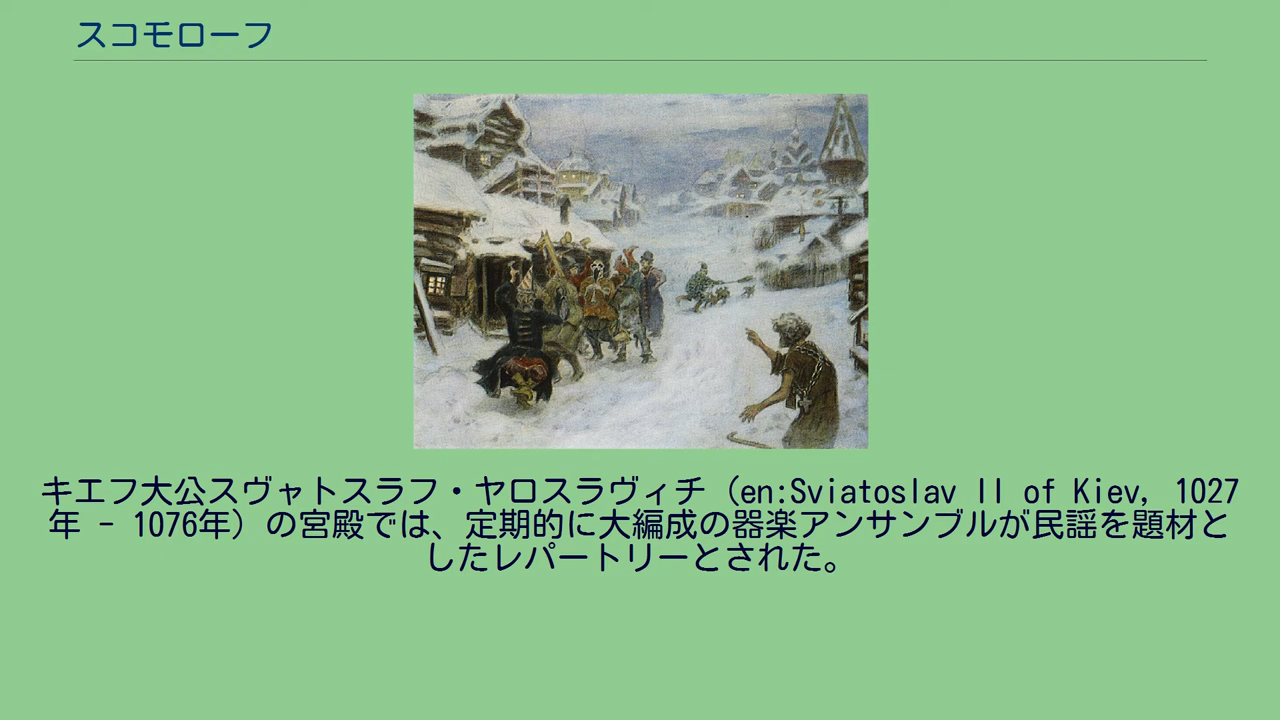 スコモローフ
キエフ大公スヴャトスラフ・ヤロスラヴィチ（en:Sviatoslav II of Kiev, 1027
年 - 1076年）の宮殿では、定期的に大編成の器楽アンサンブルが民謡を題材と
したレパートリーとされた。